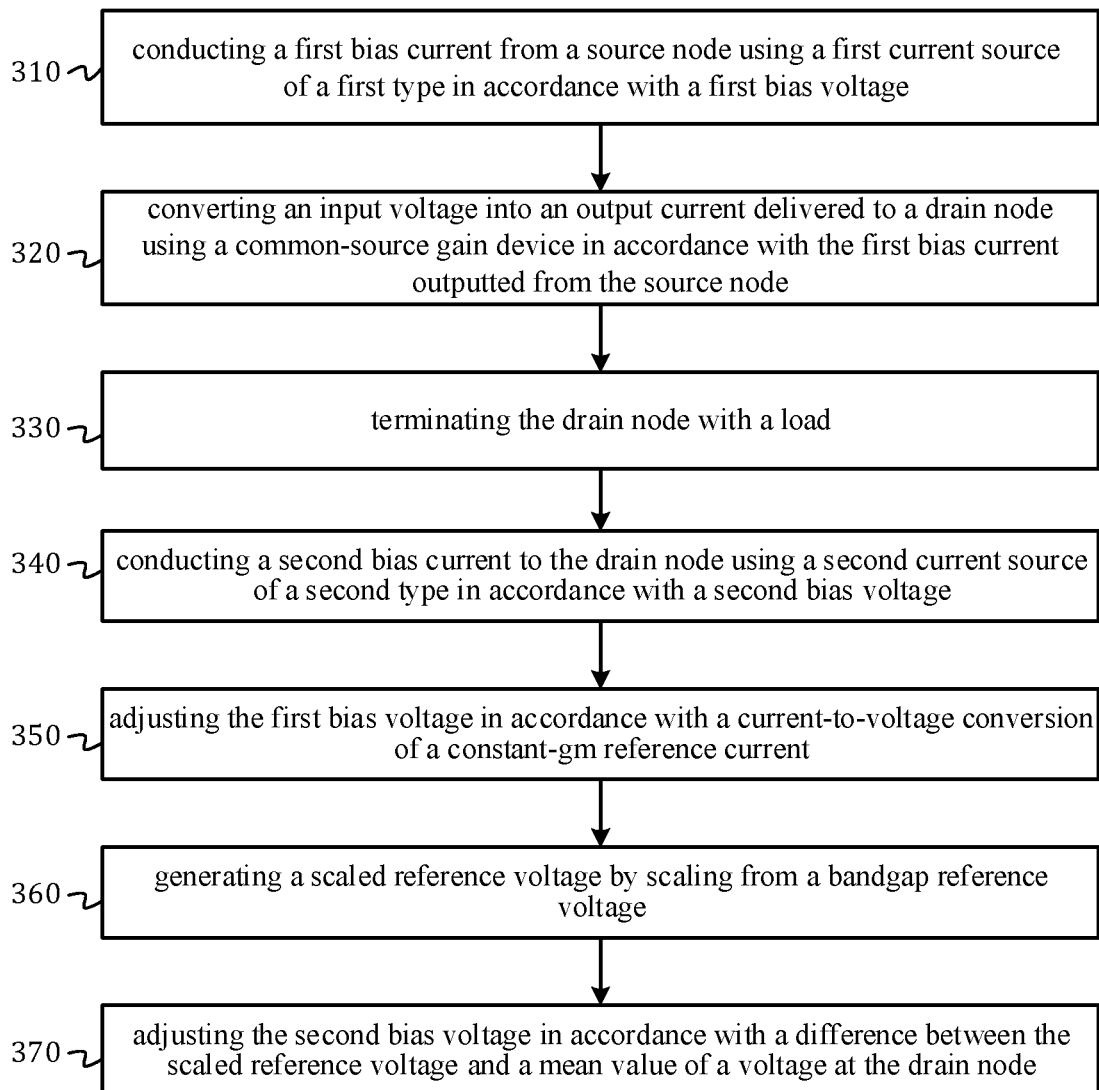 310
conducting a first bias current from a source node using a first current source
of a first type in accordance with a first bias voltage
320
converting an input voltage into an output current delivered to a drain node
using a common-source gain device in accordance with the first bias current
outputted from the source node
330
terminating the drain node with a load
340
conducting a second bias current to the drain node using a second current source
of a second type in accordance with a second bias voltage
350
adjusting the first bias voltage in accordance with a current-to-voltage conversion
of a constant-gm reference current
360
generating a scaled reference voltage by scaling from a bandgap reference
voltage
370
adjusting the second bias voltage in accordance with a difference between the
scaled reference voltage and a mean value of a voltage at the drain node